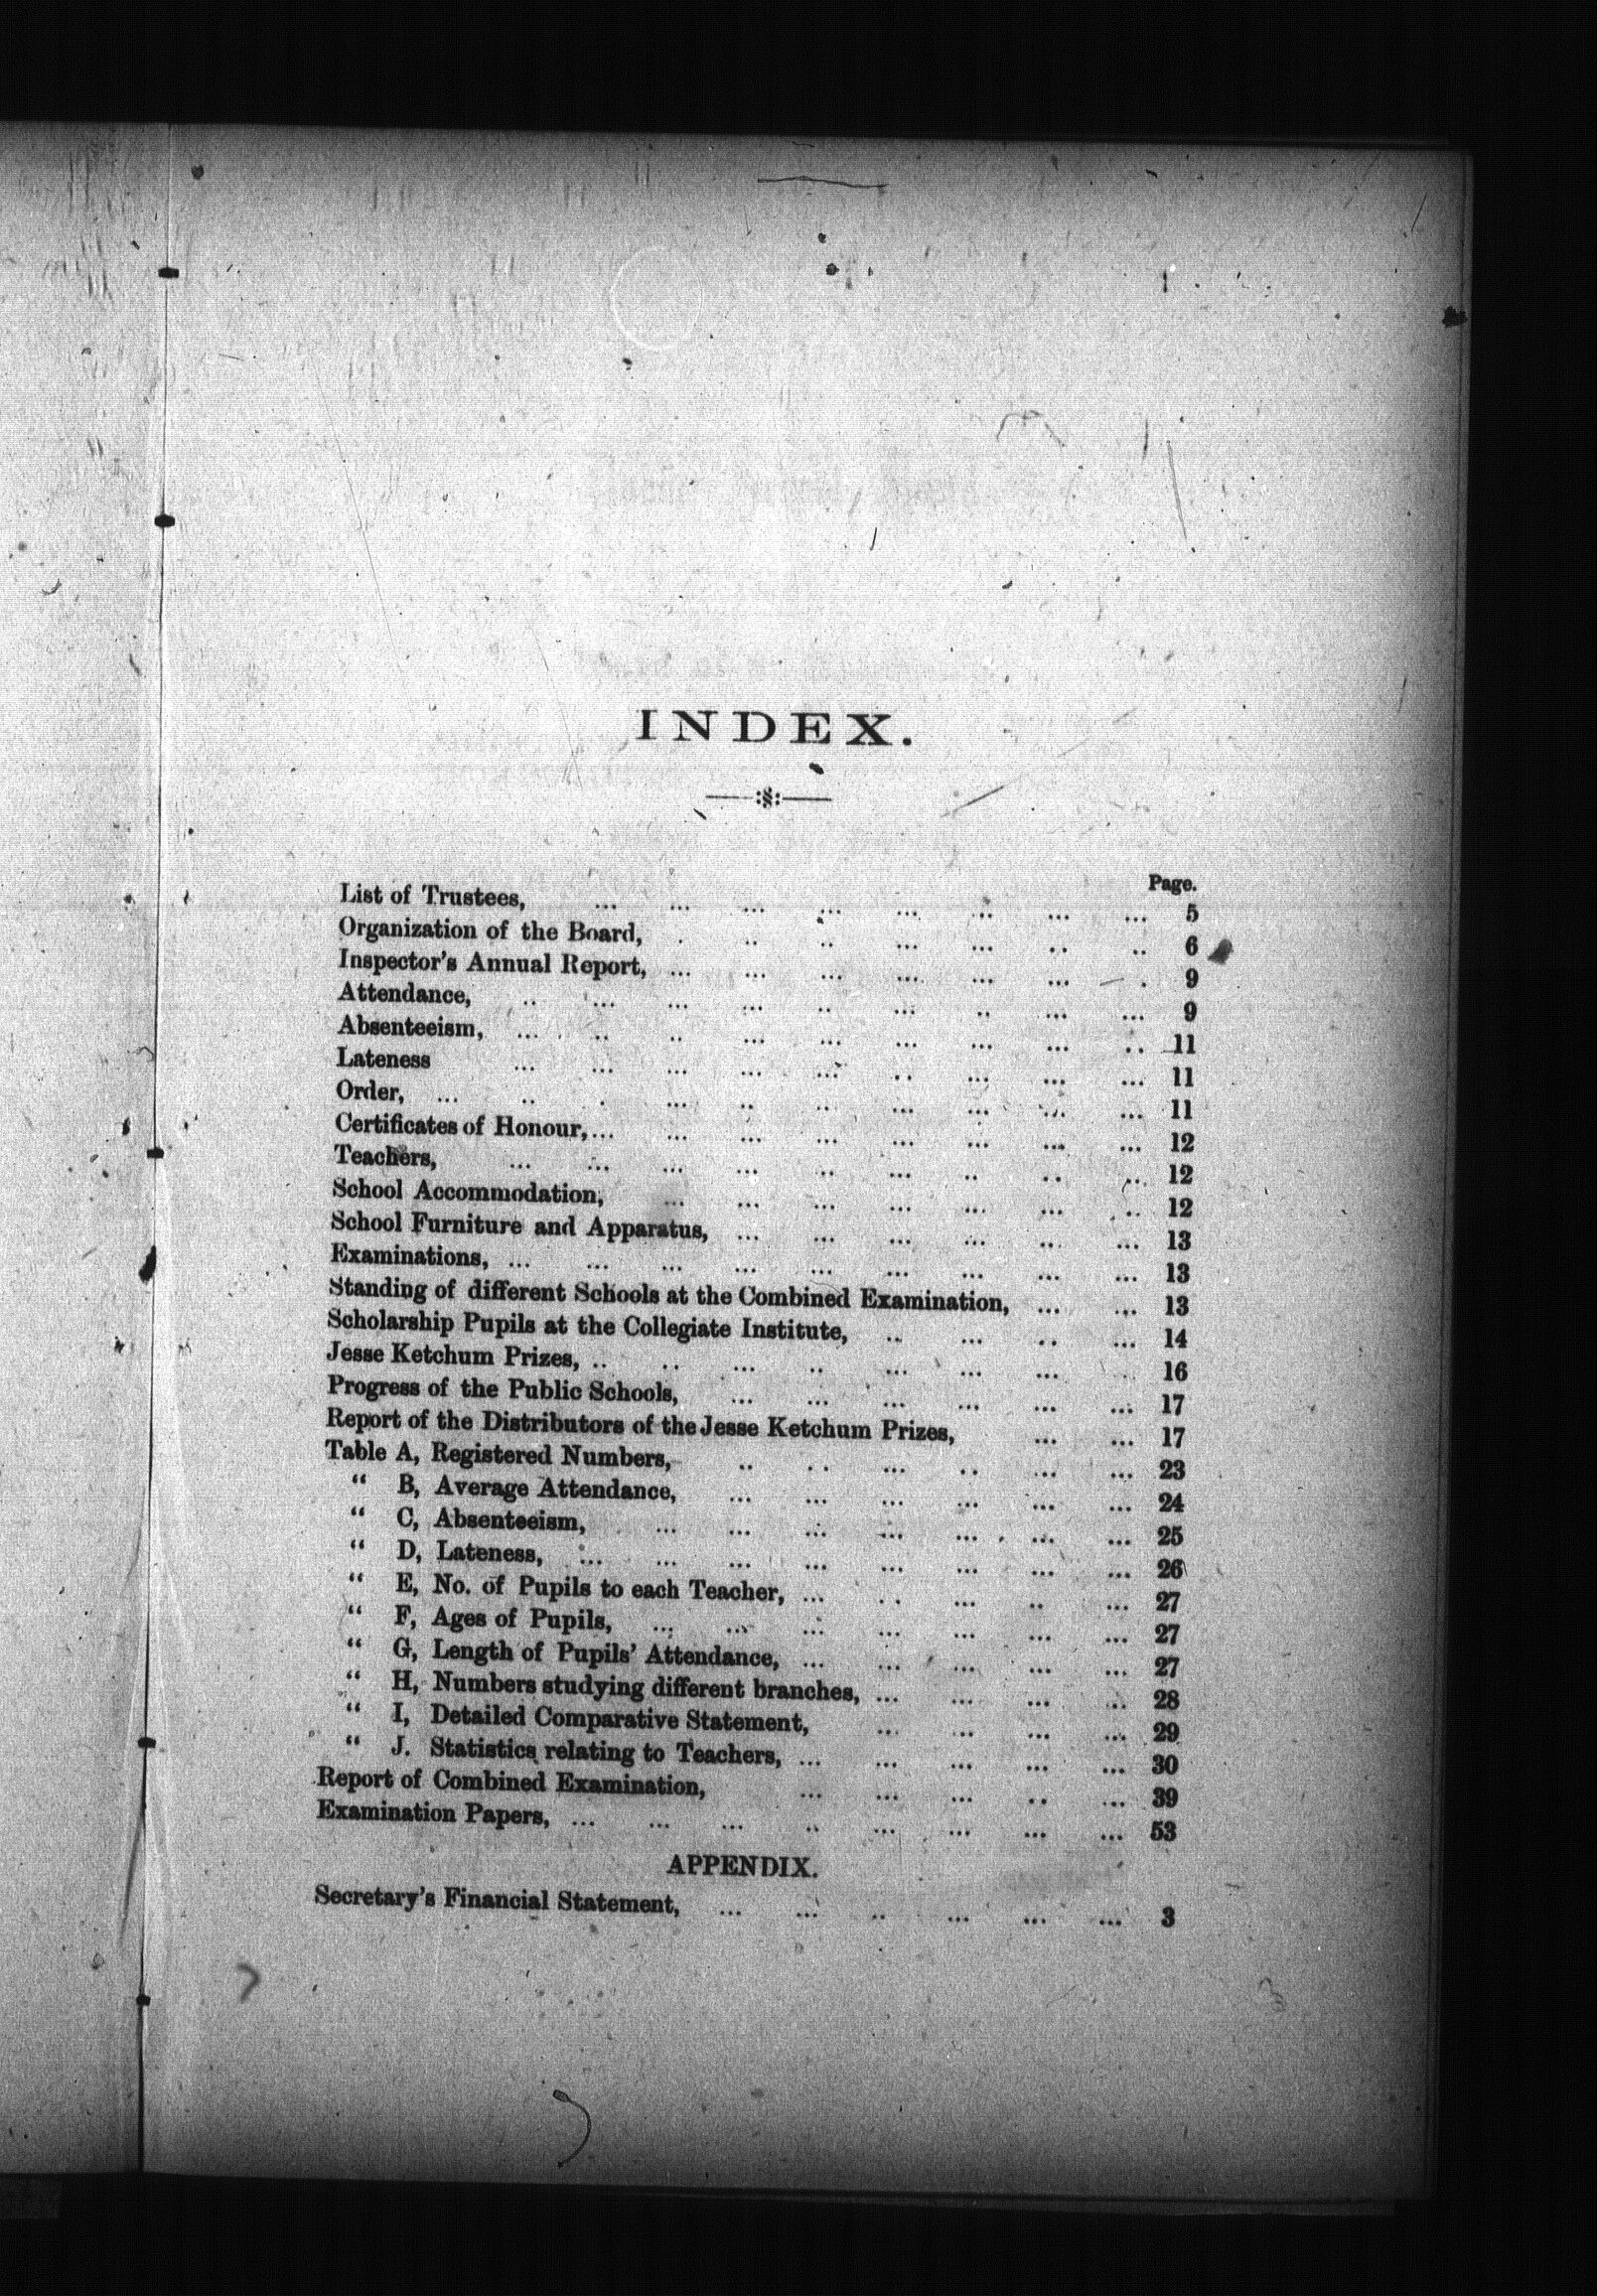 INDEX.
Page.
List of Trustees, ... ... ... ... ... ... ... ... 5
Organization of the Board, . .. .. ... ... .. .. 6
Inspector's Annual Report, ... ... ... ... ... ... . 9
Attendance, .. ... ... ... .. ... .. ... ... 9
Absenteeism, ... .. .. ... ... ... ... ... .. 11
Lateness ... ... ... ... ... .. ... ... ... 11
Order, ... .. . ... .. ... ... ... ... ... 11
Certificates of Honour,... ... ... ... ... ... ... ... 12
Teachers, ... ... ... ... .. ... .. .. .. 12
School Accommodation, ... ... ... ... ... ... .. 12
School Furniture and Apparatus, ... ... ... ... .. ... 13
Examinations, ... ... ... ... ... ... ... ... ... 13
Standing of different Schools at the Combined Examination, ... ... 13
Scholarship Pupils at the Collegiate Institute, .. ... .. ... 14
Jesse Ketchum Prizes, .. .. ... .. ... ... ... .. 16
Progress of the Public Schools, ... ... ... ... ... ... 17
Report of the Distributors of the Jesse Ketchum Prizes, ... ... 17
Table A, Registered Numbers, .. .. ... .. ... ... 23
“ B, Average Attendance, ... ... ... ... ... ... 24
“ C, Absenteeism, ... ... ... ... ... ... ... 25
“ D, Lateness, ... ... ... ... ... ... ... ... 26
“ E, No. of Pupils to each Teacher, ... .. ... .. ... 27
“ F, Ages of Pupils, ... ... ... ... ... ... ... 27
“ G, Length of Pupils' Attendance, ... ... ... ... ... 27
“ H, Numbers studying different branches, ... ... ... ... 28
“ I, Detailed Comparative Statement, ... ... ... ... 29
“ J. Statistics relating to Teachers, ... ... ... ... ... 30
Report of Combined Examination, ... ... ... .. ... 39
Examination Papers, ... ... ... .. ... ... ... ... 53
APPENDIX.
Secretary's Financial Statement, ... ... .. ... ... ... 3